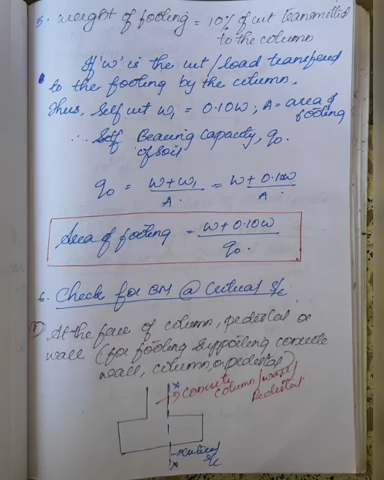 5. Weight of footing = 10% of wt transmitted
to the column
If 'w' is the wt/load transferred
to the footing by the column.
Thus, self wt w₁ = 0.10w; A = area of
footing
∴ Self Bearing capacity, q₀.
of soil
q₀ = w+w₁ / A = w+0.10w / A
Area of footing = w+0.10w / q₀.
6. Check for BM @ critical s/c
① At the face of column, pedestal or
wall (for footing supporting concrete
wall, column, or pedestal)
→ concrete
column/wall/
Pedestal
x
→ critical
s/c
x